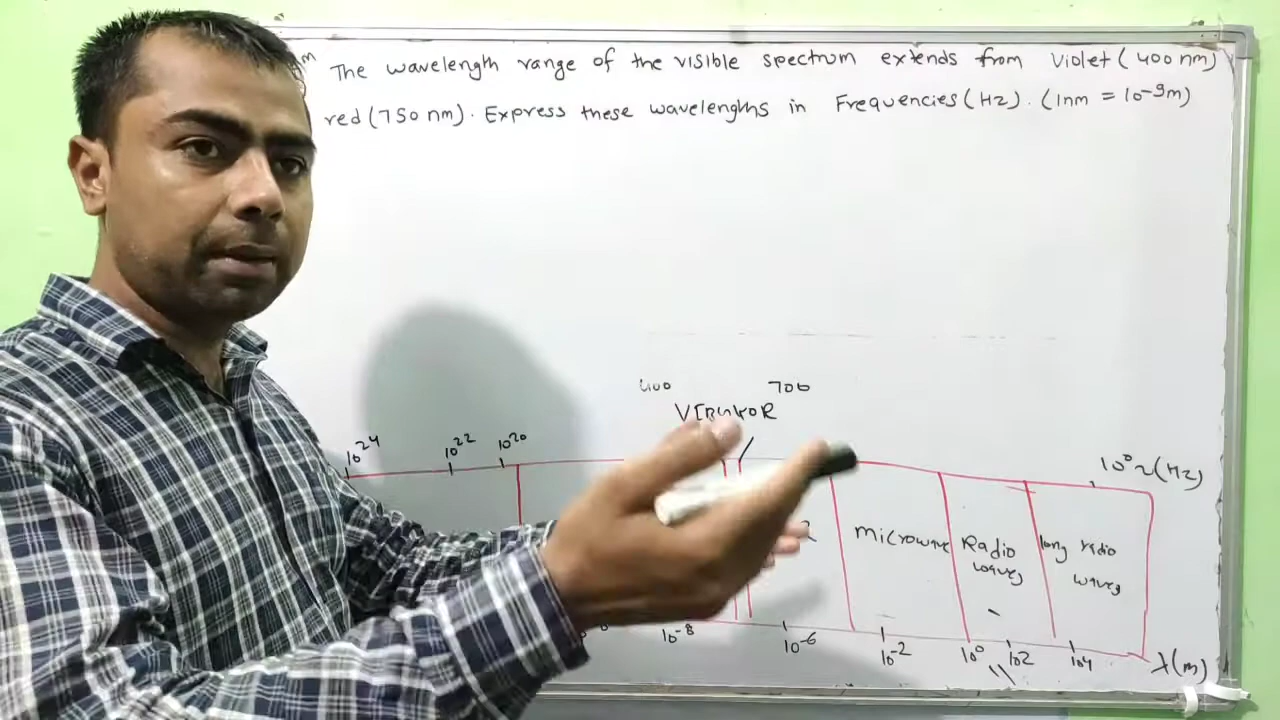 The wavelength range of the visible spectrum extends from Violet (400 nm)
red (750 nm). Express these wavelengths in Frequencies (Hz). (1nm = 10⁻⁹m)
400 700
10²⁴ 10²² 10²⁰ 10⁰ ν(Hz)
microwave Radio waves long radio waves
10⁻⁸ 10⁻⁶ 10⁻² 10⁰ 10² 10⁴ λ(m)